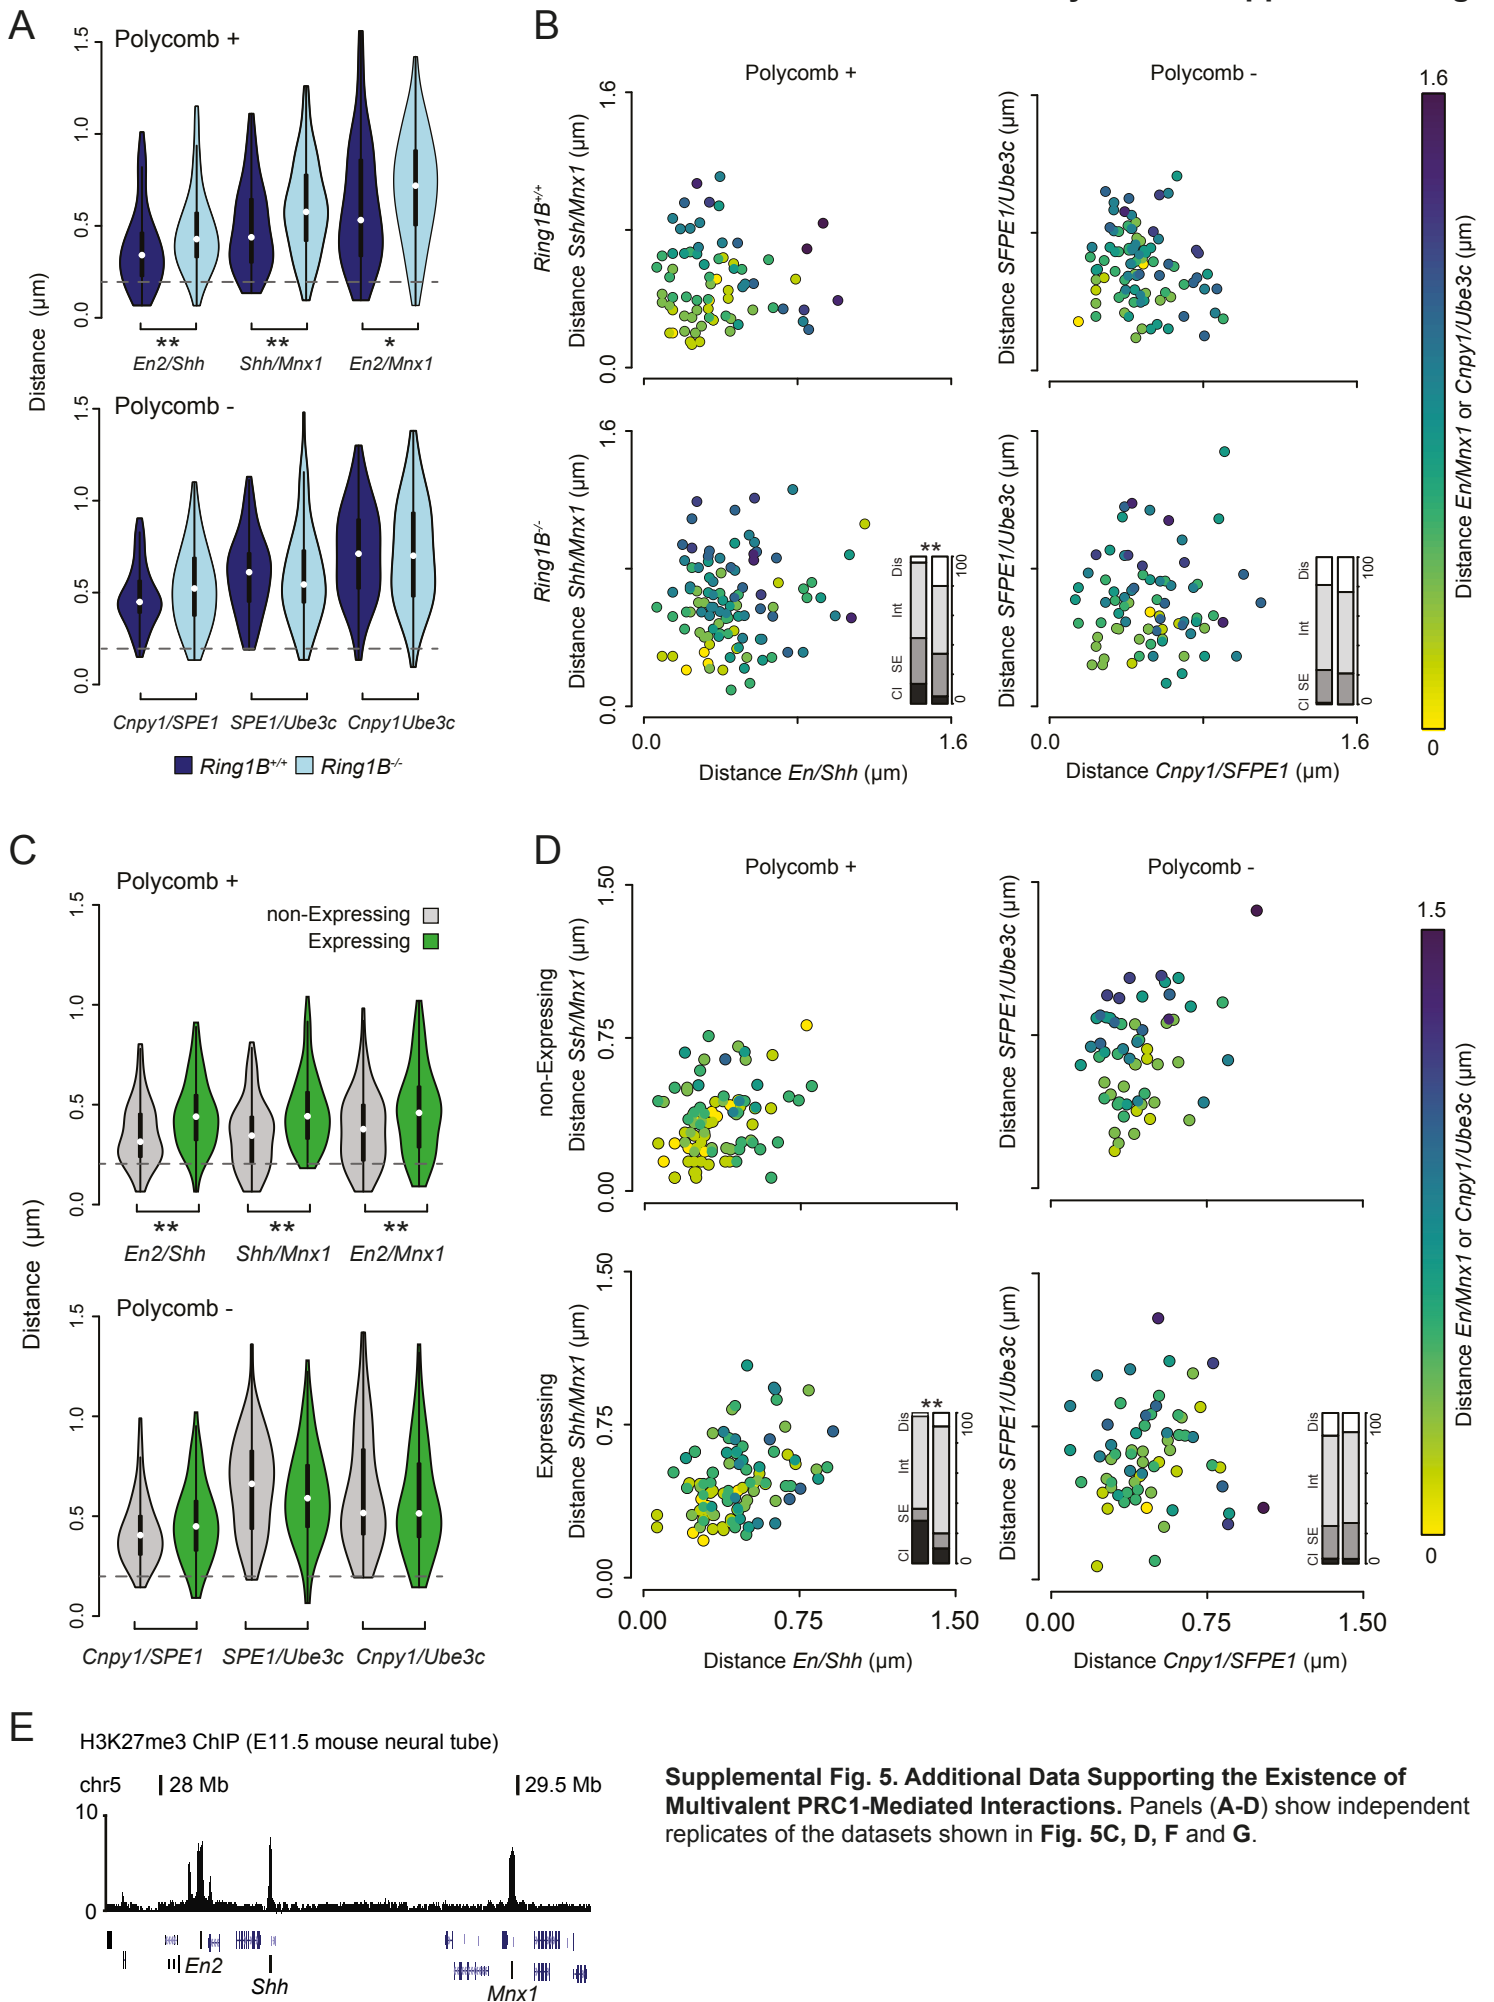 A
Polycomb +
1.5
1.0
0.5
0.0
** ** *
En2/Shh Shh/Mnx1 En2/Mnx1
Distance (µm)
Polycomb -
1.5
1.0
0.5
0.0
Cnpy1/SPE1 SPE1/Ube3c Cnpy1Ube3c
Ring1B+/+ Ring1B-/-
B
Polycomb +
Polycomb -
Ring1B+/+
Distance Ssh/Mnx1 (µm)
1.6
0.0
Distance SFPE1/Ube3c (µm)
Ring1B-/-
Distance Shh/Mnx1 (µm)
1.6
0.0
**
Cl SE Int Dis
0 100
0.0 1.6
Distance En/Shh (µm)
Distance SFPE1/Ube3c (µm)
Cl SE Int Dis
0 100
0.0 1.6
Distance Cnpy1/SFPE1 (µm)
1.6
0
Distance En/Mnx1 or Cnpy1/Ube3c (µm)
C
Polycomb +
non-Expressing
Expressing
1.5
1.0
0.5
0.0
** ** **
En2/Shh Shh/Mnx1 En2/Mnx1
Distance (µm)
Polycomb -
1.5
1.0
0.5
0.0
Cnpy1/SPE1 SPE1/Ube3c Cnpy1/Ube3c
D
Polycomb +
Polycomb -
non-Expressing
Distance Ssh/Mnx1 (µm)
1.50
0.75
0.00
Distance SFPE1/Ube3c (µm)
Expressing
Distance Shh/Mnx1 (µm)
1.50
0.75
0.00
**
Cl SE Int Dis
0 100
0.00 0.75 1.50
Distance En/Shh (µm)
Distance SFPE1/Ube3c (µm)
Cl SE Int Dis
0 100
0.00 0.75 1.50
Distance Cnpy1/SFPE1 (µm)
1.5
0
Distance En/Mnx1 or Cnpy1/Ube3c (µm)
E
H3K27me3 ChIP (E11.5 mouse neural tube)
chr5 28 Mb 29.5 Mb
10
0
En2
Shh
Mnx1
Supplemental Fig. 5. Additional Data Supporting the Existence of
Multivalent PRC1-Mediated Interactions. Panels (A-D) show independent
replicates of the datasets shown in Fig. 5C, D, F and G.